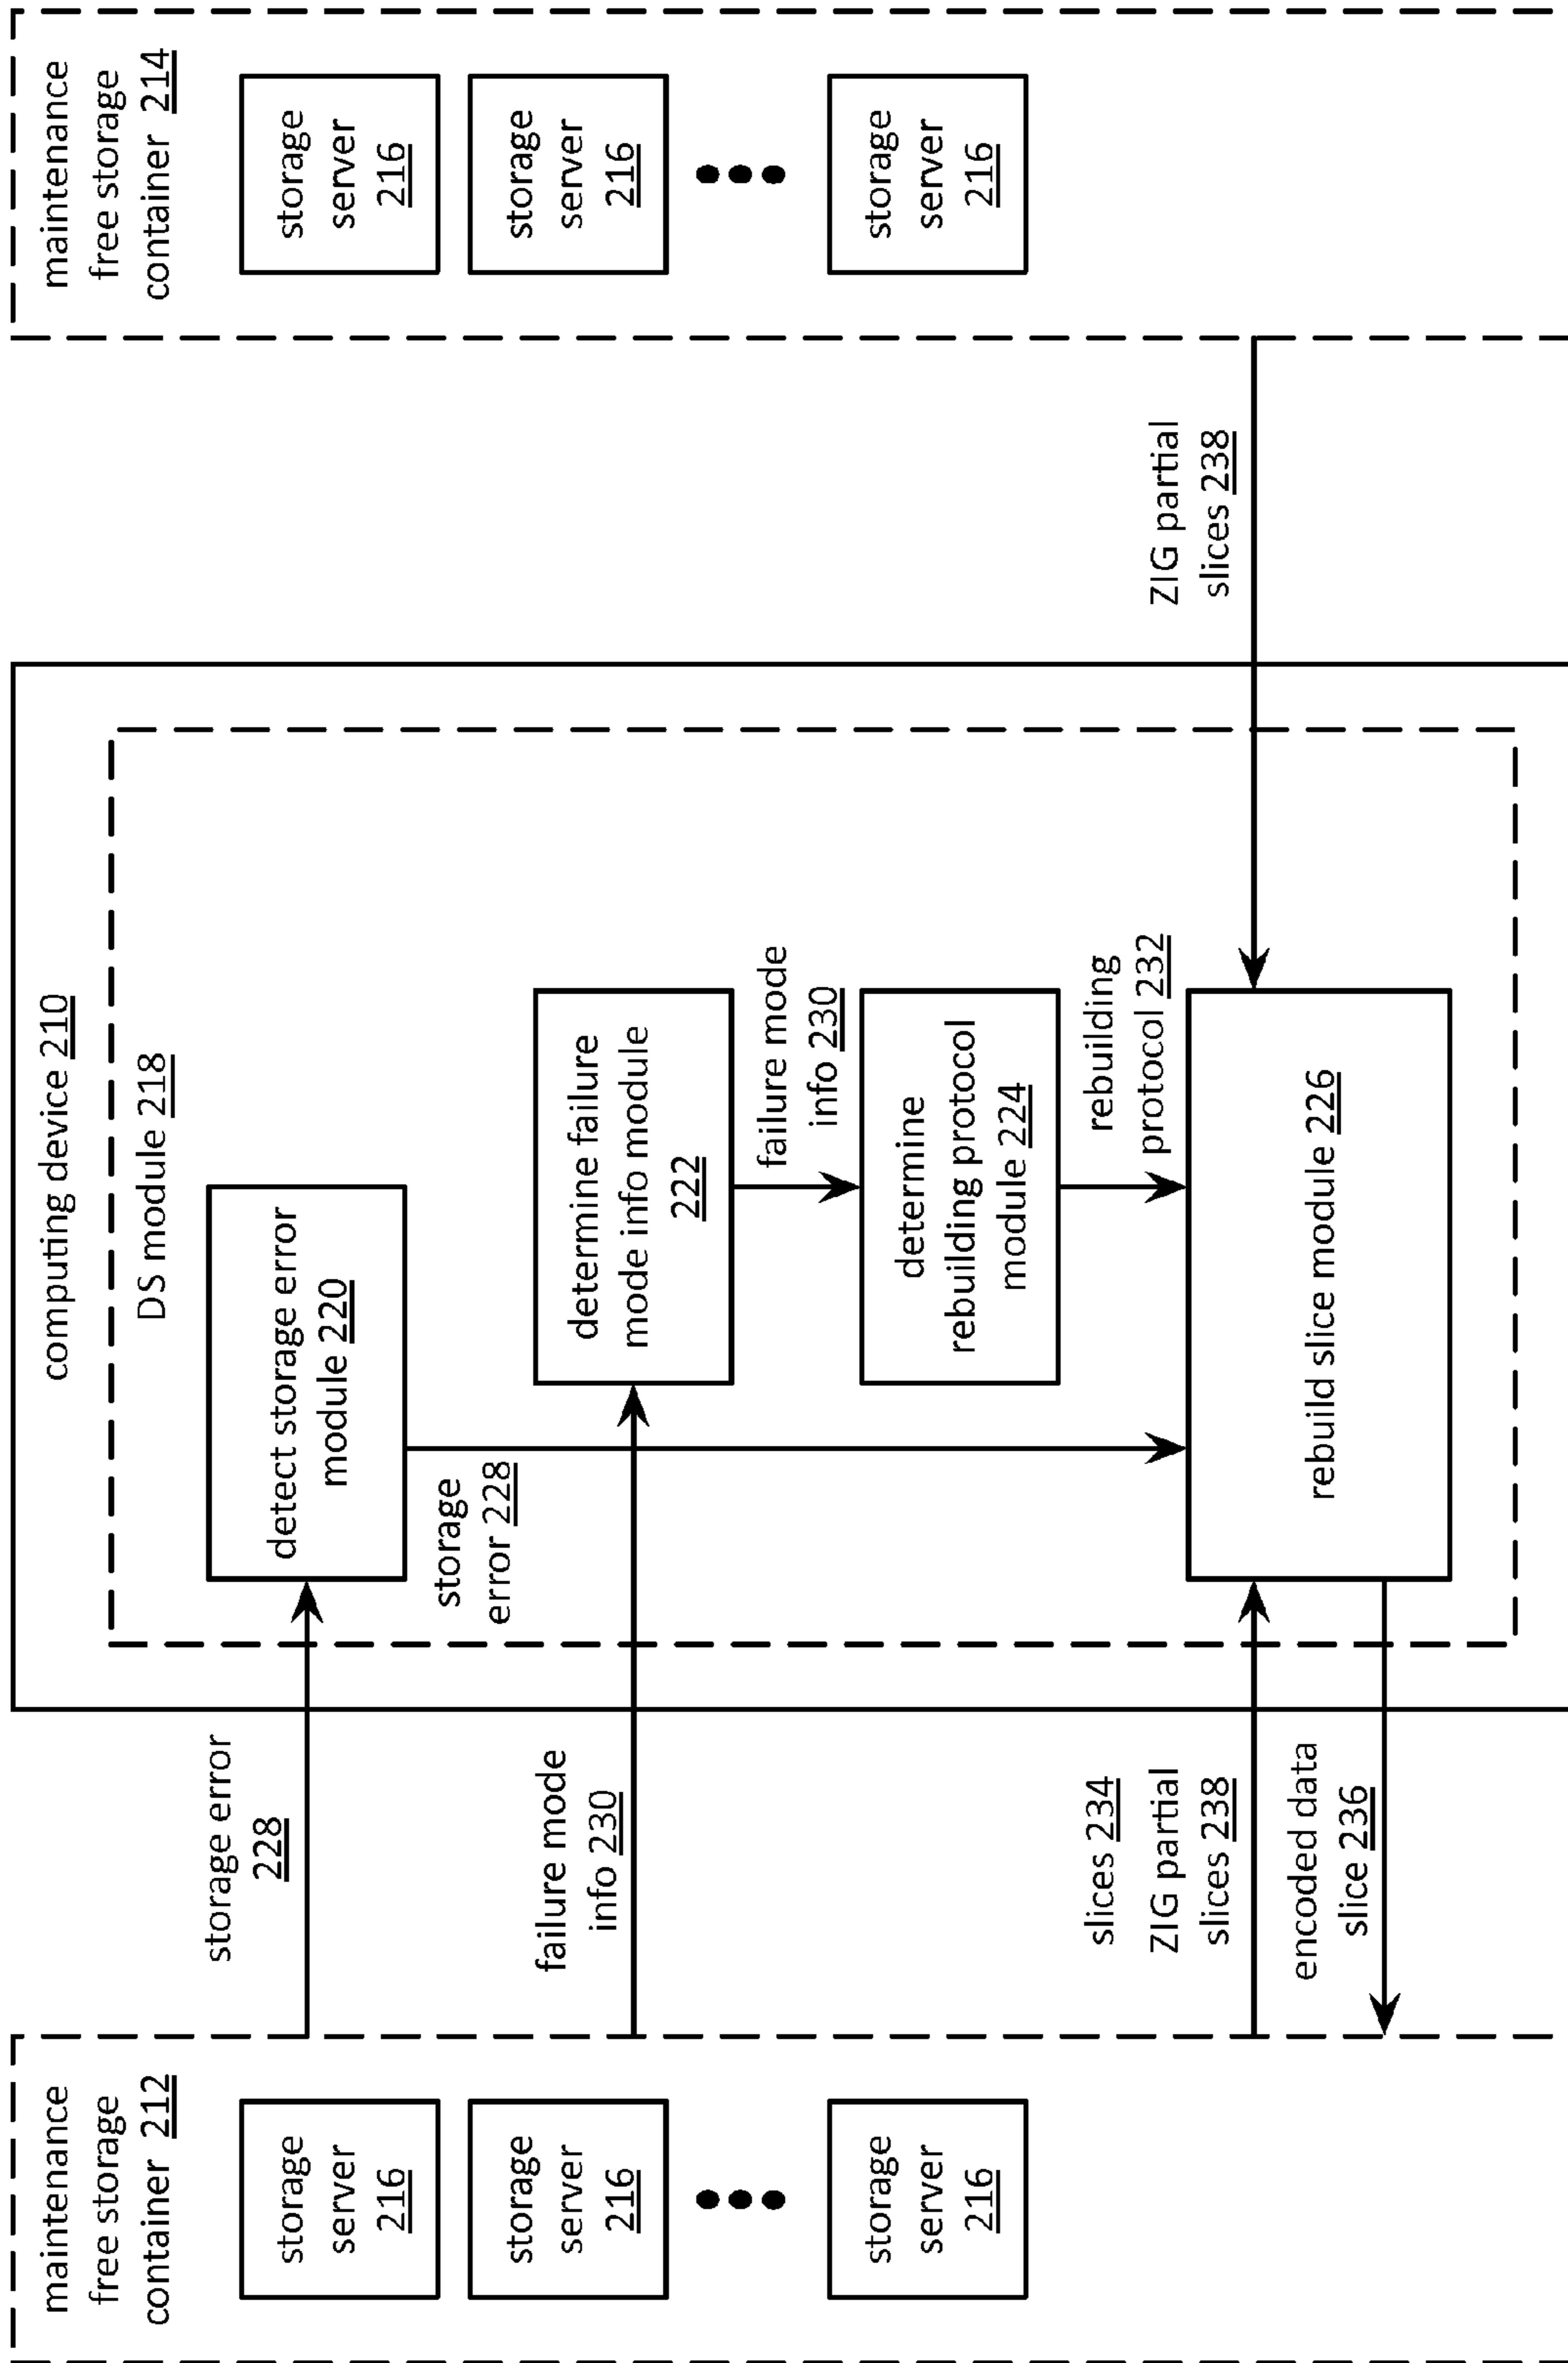 maintenance
free storage
container 212
storage
server
216
storage
server
216
storage
server
216
storage error
228
failure mode
info 230
slices 234
ZIG partial
slices 238
encoded data
slice 236
computing device 210
DS module 218
detect storage error
module 220
storage
error 228
determine failure
mode info module
222
failure mode
info 230
determine
rebuilding protocol
module 224
rebuilding
protocol 232
rebuild slice module 226
ZIG partial
slices 238
maintenance
free storage
container 214
storage
server
216
storage
server
216
storage
server
216